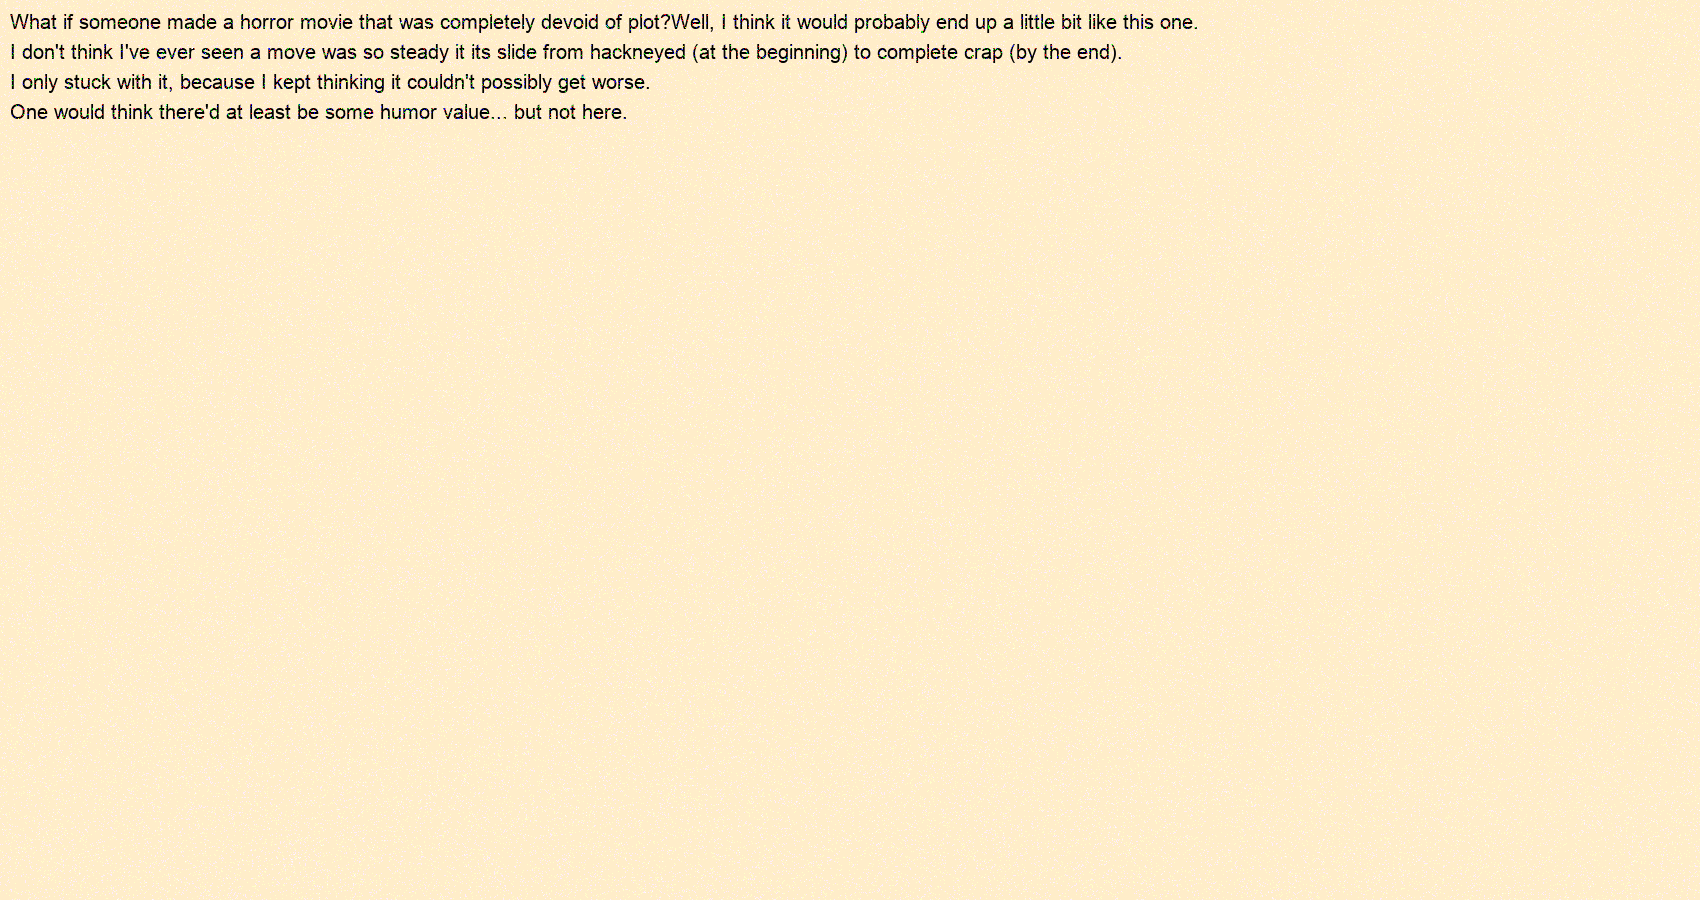 What if someone made a horror movie that was completely devoid of plot?Well, I think it would probably end up a little bit like this one.
I don't think I've ever seen a move was so steady it its slide from hackneyed (at the beginning) to complete crap (by the end).
I only stuck with it, because I kept thinking it couldn't possibly get worse.
One would think there'd at least be some humor value... but not here.